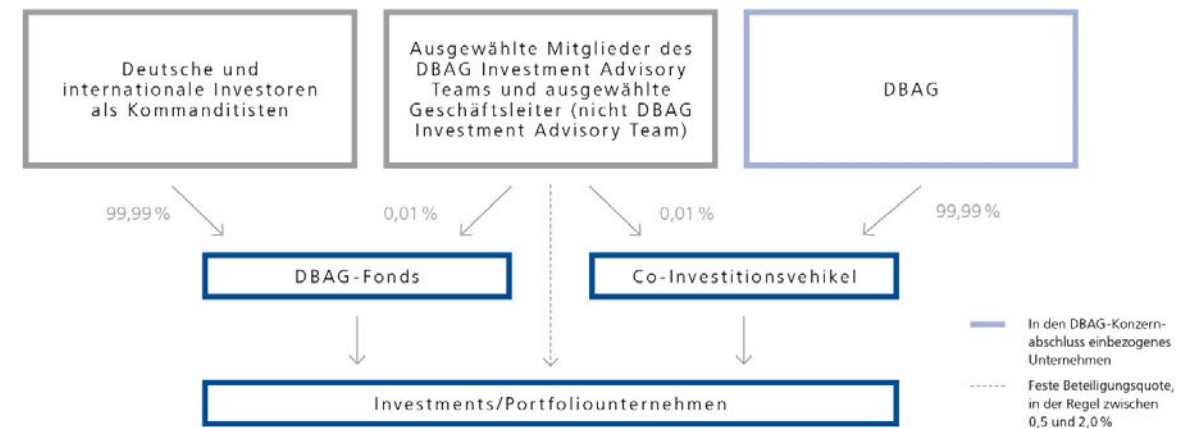 Deutsche und
internationale Investoren
als Kommanditisten
Ausgewählte Mitglieder des
DBAG Investment Advisory
Teams und ausgewählte
Geschäftsleiter (nicht DBAG
Investment Advisory Team)
DBAG
99,99 %
0,01 %
0,01 %
99,99 %
DBAG-Fonds
Co-Investitionsvehikel
Investments/Portfoliounternehmen
In den DBAG-Konzern-
abschluss einbezogenes
Unternehmen
Feste Beteiligungsquote,
in der Regel zwischen
0,5 und 2,0 %